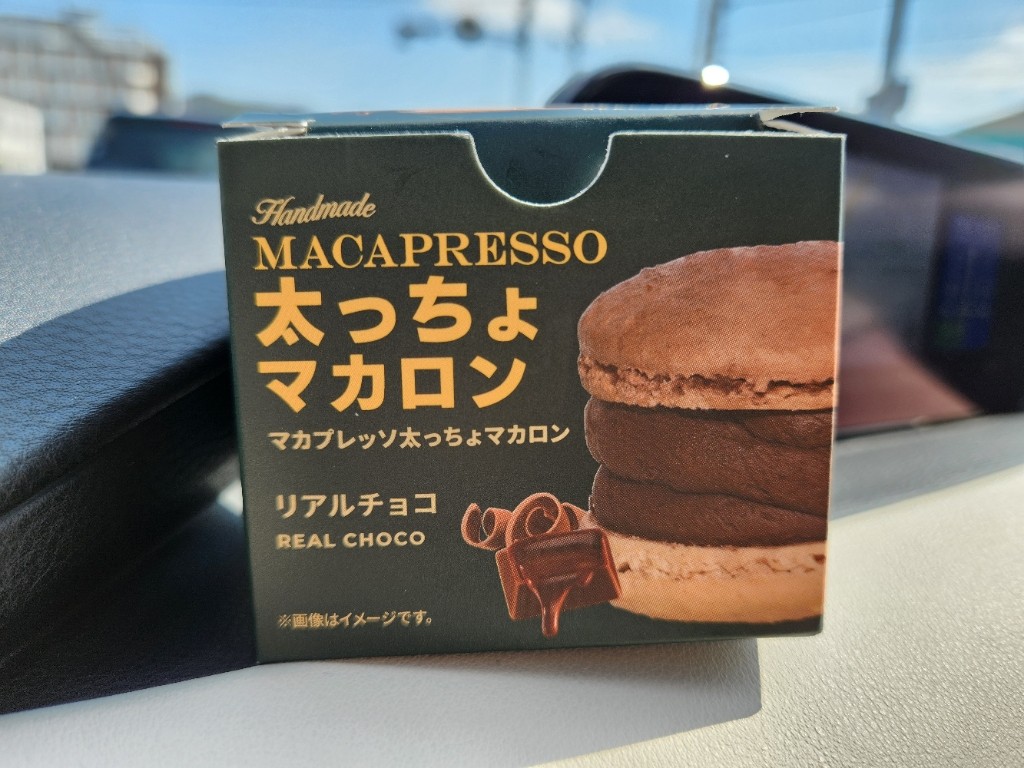 Handmade
MACAPRESSO
太っちょ
マカロン
マカプレッソ太っちょマカロン
リアルチョコ
REAL CHOCO
※画像はイメージです。